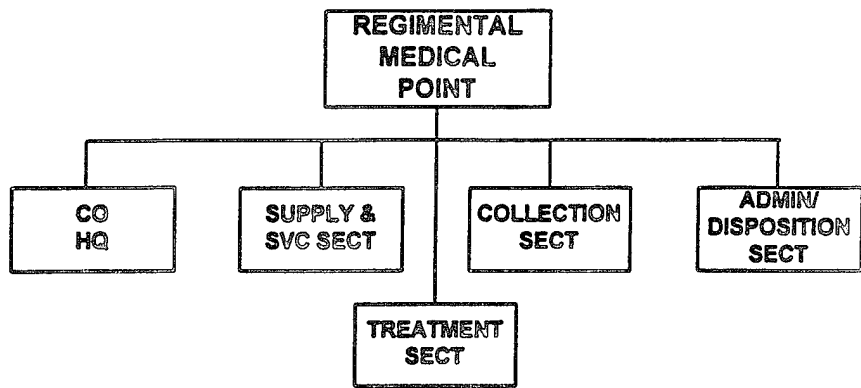 REGIMENTAL
MEDICAL
POINT
CO
HQ
SUPPLY &
SVC SECT
COLLECTION
SECT
ADMIN/
DISPOSITION
SECT
TREATMENT
SECT